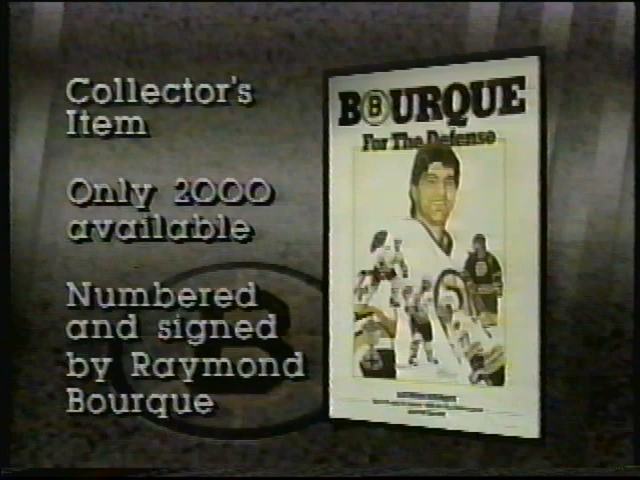 Collector's
Item
Only 2000
available
Numbered
and signed
by Raymond
Bourque
BOURQUE
For The Defense